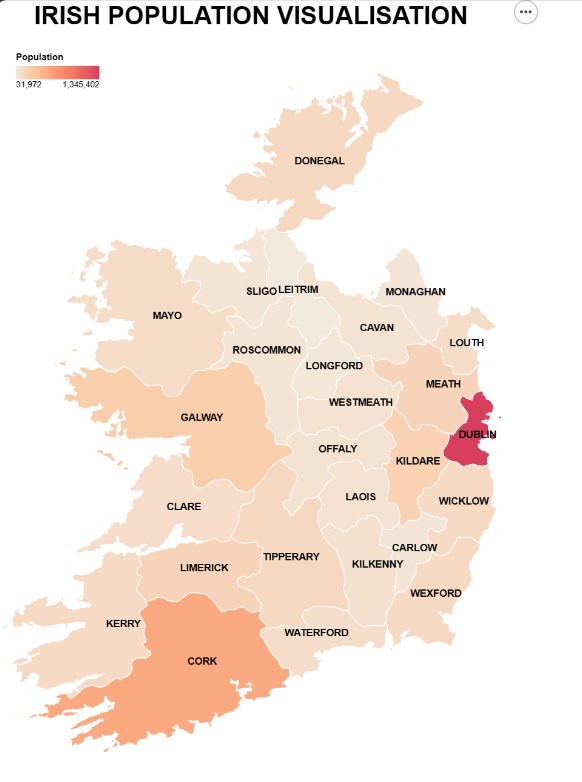 IRISH POPULATION VISUALISATION
Population
31,972 1,345,402
DONEGAL
SLIGO LEITRIM
MONAGHAN
MAYO
CAVAN
LOUTH
ROSCOMMON
LONGFORD
MEATH
WESTMEATH
GALWAY
DUBLIN
OFFALY
KILDARE
LAOIS
WICKLOW
CLARE
CARLOW
TIPPERARY
KILKENNY
LIMERICK
WEXFORD
KERRY
WATERFORD
CORK